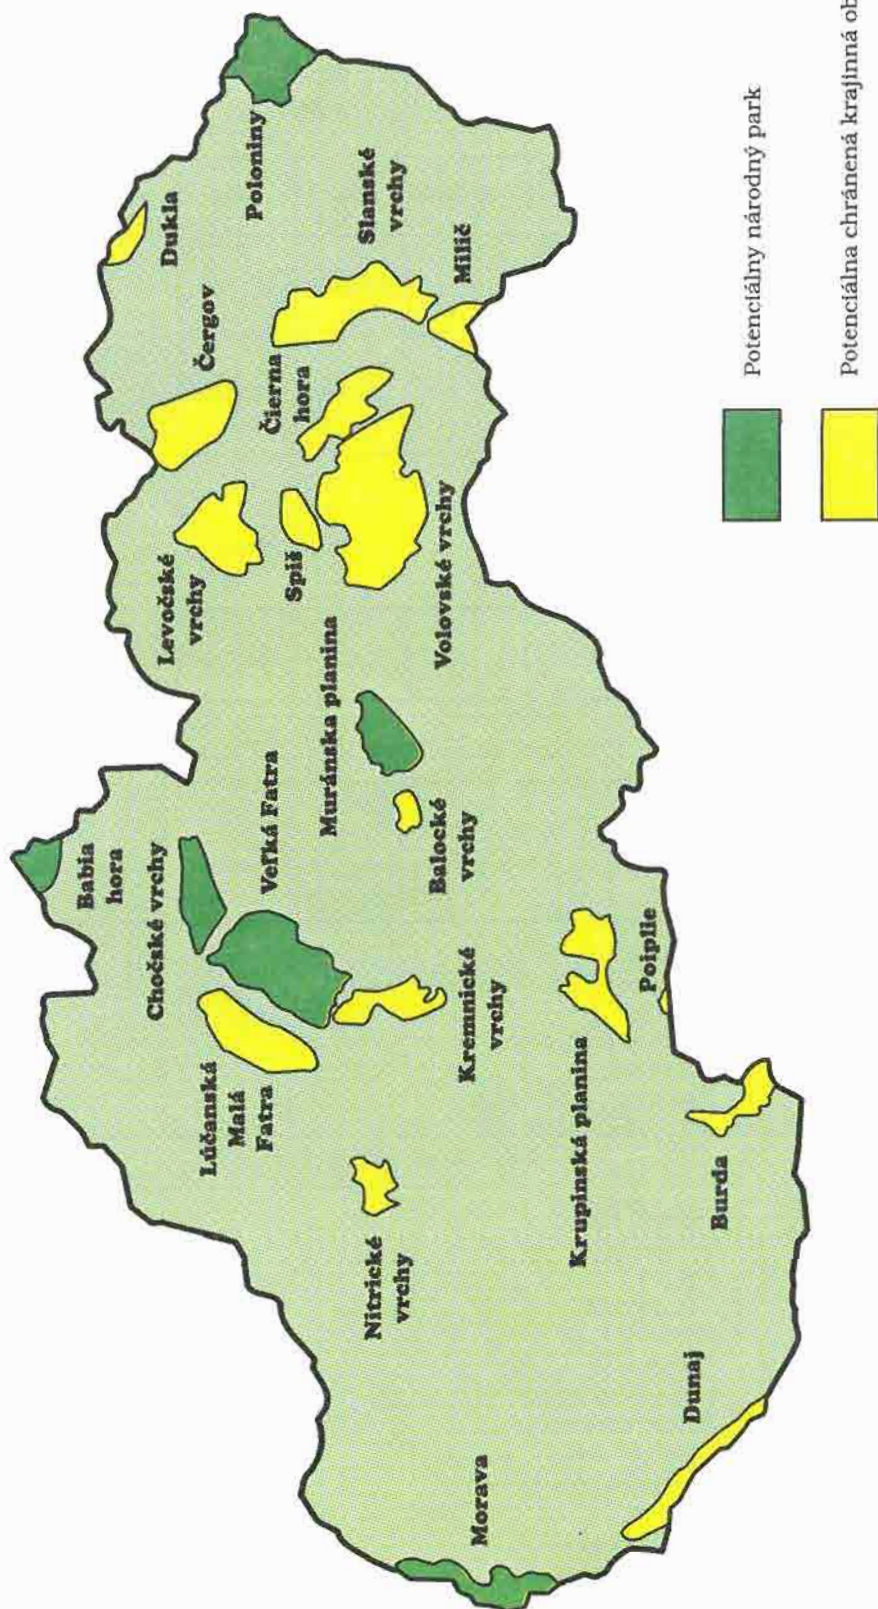 Babia
hora
Chočské vrchy
Dukla
Levočské
vrchy
Čergov
Lúčanská
Malá
Fatra
Veľká Fatra
Poloniny
Spiš
Čierna
hora
Muránska planina
Slanské
vrchy
Nitrické
vrchy
Balocké
vrchy
Volovské vrchy
Milič
Kremnické
vrchy
Morava
Krupinská planina
Poiplie
Dunaj
Burda
Potenciálny národný park
Potenciálna chránená krajinná ob